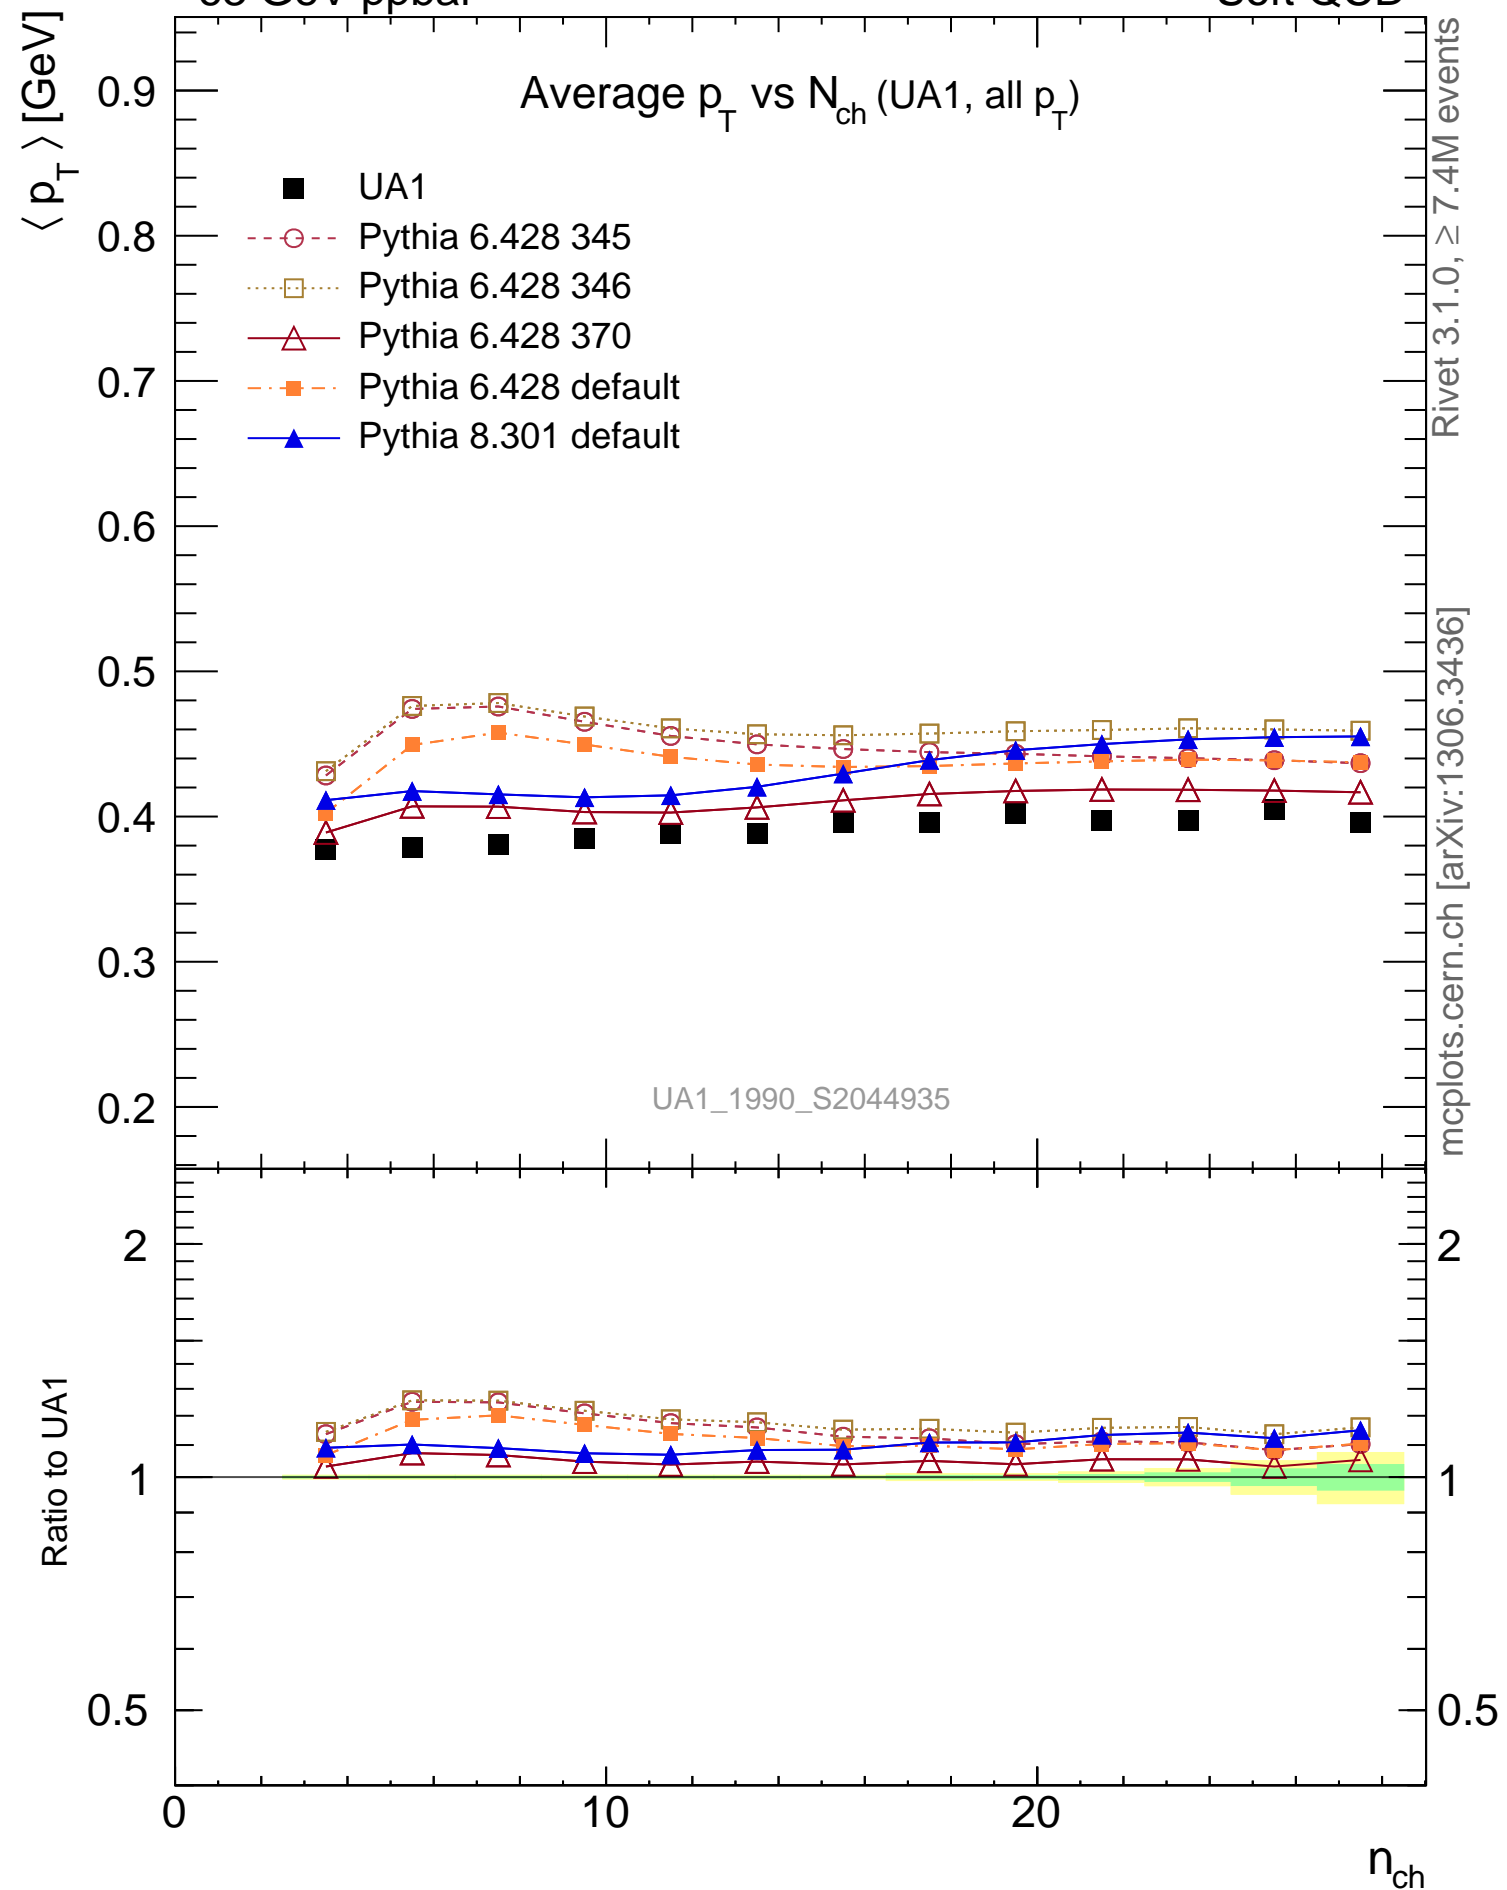 ⟨ p_T ⟩ [GeV]
Average p_T vs N_ch (UA1, all p_T)
UA1
Pythia 6.428 345
Pythia 6.428 346
Pythia 6.428 370
Pythia 6.428 default
Pythia 8.301 default
0.9
0.8
0.7
0.6
0.5
0.4
0.3
0.2
UA1_1990_S2044935
Rivet 3.1.0, ≥ 7.4M events
mcplots.cern.ch [arXiv:1306.3436]
Ratio to UA1
2
1
0.5
2
1
0.5
0
10
20
n_ch